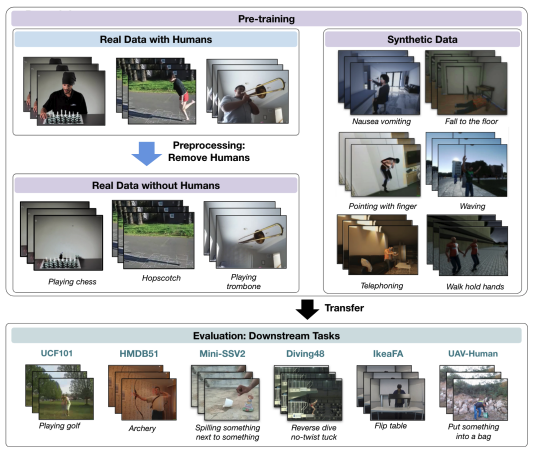 Pre-training
Real Data with Humans
Preprocessing:
Remove Humans
Real Data without Humans
Playing chess
Hopscotch
Playing
trombone
Synthetic Data
Nausea vomiting
Fall to the floor
Pointing with finger
Waving
Telephoning
Walk hold hands
Transfer
Evaluation: Downstream Tasks
UCF101
HMDB51
Mini-SSV2
Diving48
IkeaFA
UAV-Human
Playing golf
Archery
Spilling something
next to something
Reverse dive
no-twist tuck
Flip table
Put something
into a bag